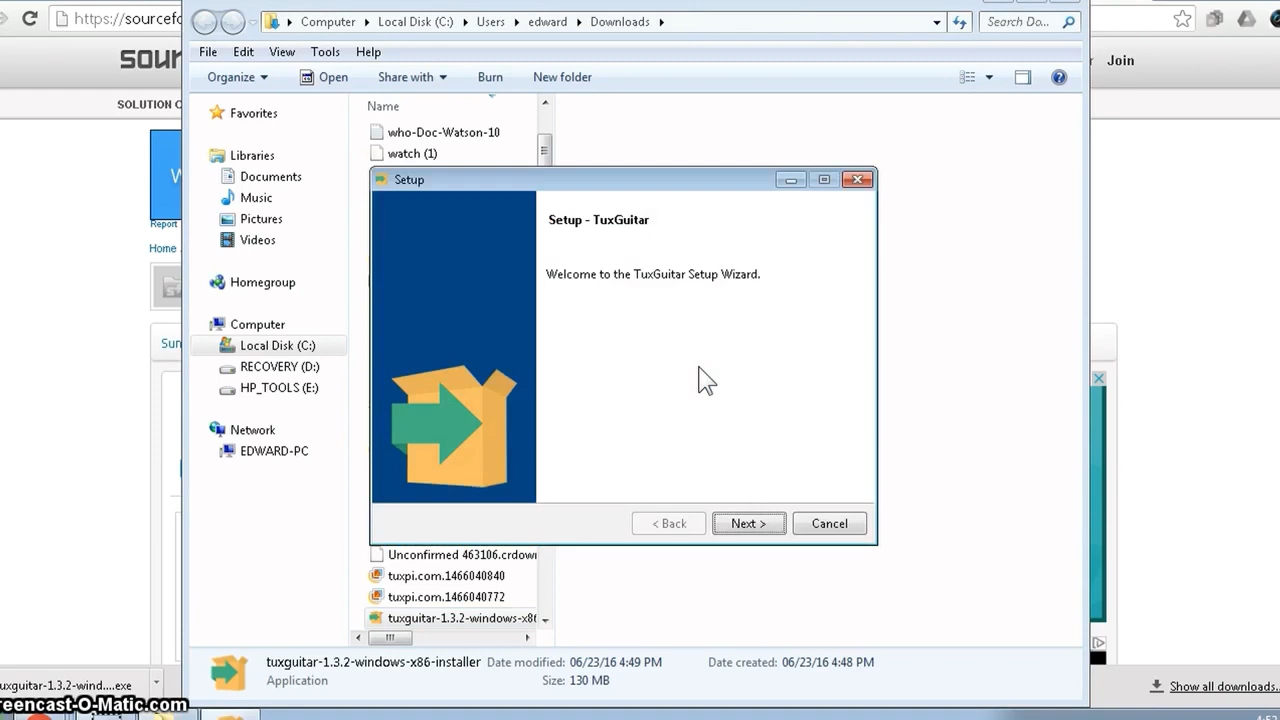 https://sourcefo
Computer
Local Disk (C:)
Users
edward
Downloads
Search Do...
File
Edit
View
Tools
Help
Join
Organize
Open
Share with
Burn
New folder
SOLUTION C
Favorites
Libraries
Documents
Music
Pictures
Videos
Homegroup
Computer
Local Disk (C:)
RECOVERY (D:)
HP_TOOLS (E:)
Network
EDWARD-PC
Name
who-Doc-Watson-10
watch (1)
Setup
Setup - TuxGuitar
Welcome to the TuxGuitar Setup Wizard.
< Back
Next >
Cancel
Report
Home
Unconfirmed 463106.crdown
tuxpi.com.1466040840
tuxpi.com.1466040772
tuxguitar-1.3.2-windows-x86
tuxguitar-1.3.2-windows-x86-installer
Date modified: 06/23/16 4:49 PM
Date created: 06/23/16 4:48 PM
Application
Size: 130 MB
uxguitar-1.3.2-wind....exe
Show all downloads...
reencast-O-Matic.com